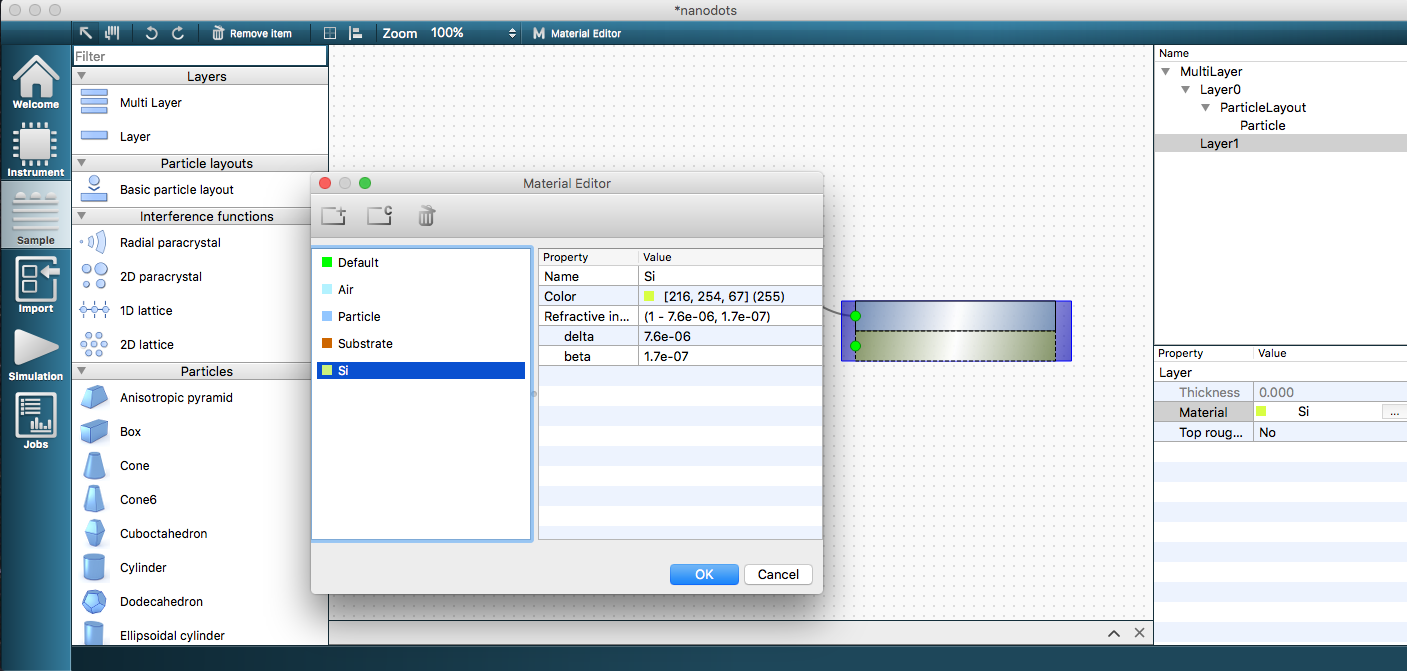 *nanodots
Remove item
Zoom 100%
M Material Editor
Welcome
Instrument
Sample
Import
Simulation
Jobs
Filter
Layers
Multi Layer
Layer
Particle layouts
Basic particle layout
Interference functions
Radial paracrystal
2D paracrystal
1D lattice
2D lattice
Particles
Anisotropic pyramid
Box
Cone
Cone6
Cuboctahedron
Cylinder
Dodecahedron
Ellipsoidal cylinder
Material Editor
C
Default
Air
Particle
Substrate
Si
Property Value
Name Si
Color [216, 254, 67] (255)
Refractive in... (1 - 7.6e-06, 1.7e-07)
delta 7.6e-06
beta 1.7e-07
OK Cancel
Name
MultiLayer
Layer0
ParticleLayout
Particle
Layer1
Property Value
Layer
Thickness 0.000
Material Si ...
Top roug... No